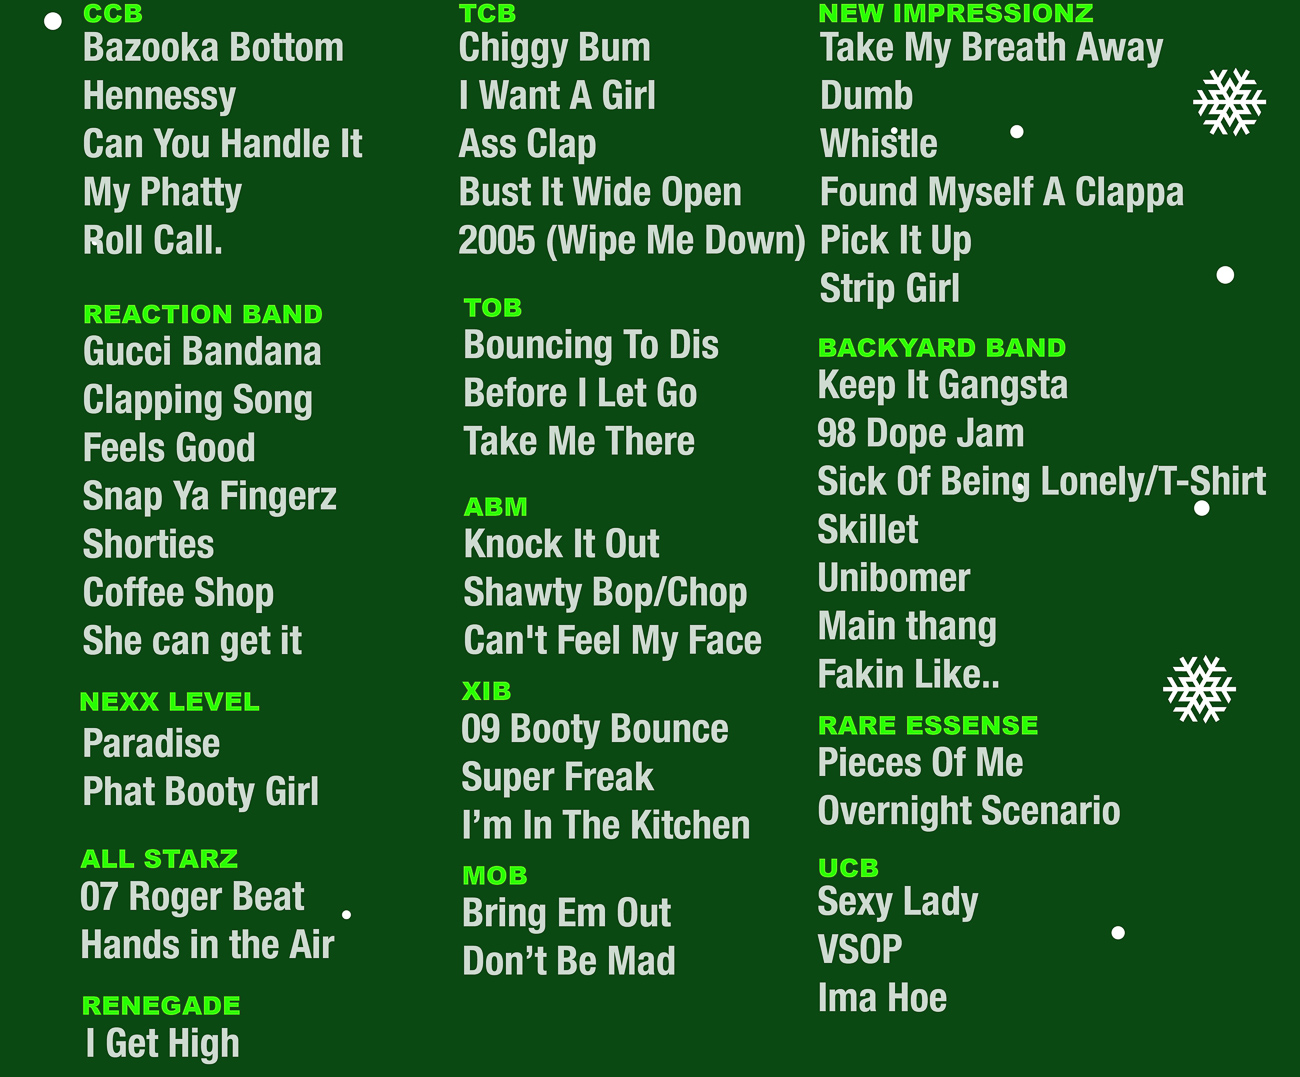 CCB
Bazooka Bottom
Hennessy
Can You Handle It
My Phatty
Roll Call.
REACTION BAND
Gucci Bandana
Clapping Song
Feels Good
Snap Ya Fingerz
Shorties
Coffee Shop
She can get it
NEXX LEVEL
Paradise
Phat Booty Girl
ALL STARZ
07 Roger Beat
Hands in the Air
RENEGADE
I Get High
TCB
Chiggy Bum
I Want A Girl
Ass Clap
Bust It Wide Open
2005 (Wipe Me Down)
TOB
Bouncing To Dis
Before I Let Go
Take Me There
ABM
Knock It Out
Shawty Bop/Chop
Can't Feel My Face
XIB
09 Booty Bounce
Super Freak
I’m In The Kitchen
MOB
Bring Em Out
Don’t Be Mad
NEW IMPRESSIONZ
Take My Breath Away
Dumb
Whistle
Found Myself A Clappa
Pick It Up
Strip Girl
BACKYARD BAND
Keep It Gangsta
98 Dope Jam
Sick Of Being Lonely/T-Shirt
Skillet
Unibomer
Main thang
Fakin Like..
RARE ESSENSE
Pieces Of Me
Overnight Scenario
UCB
Sexy Lady
VSOP
Ima Hoe